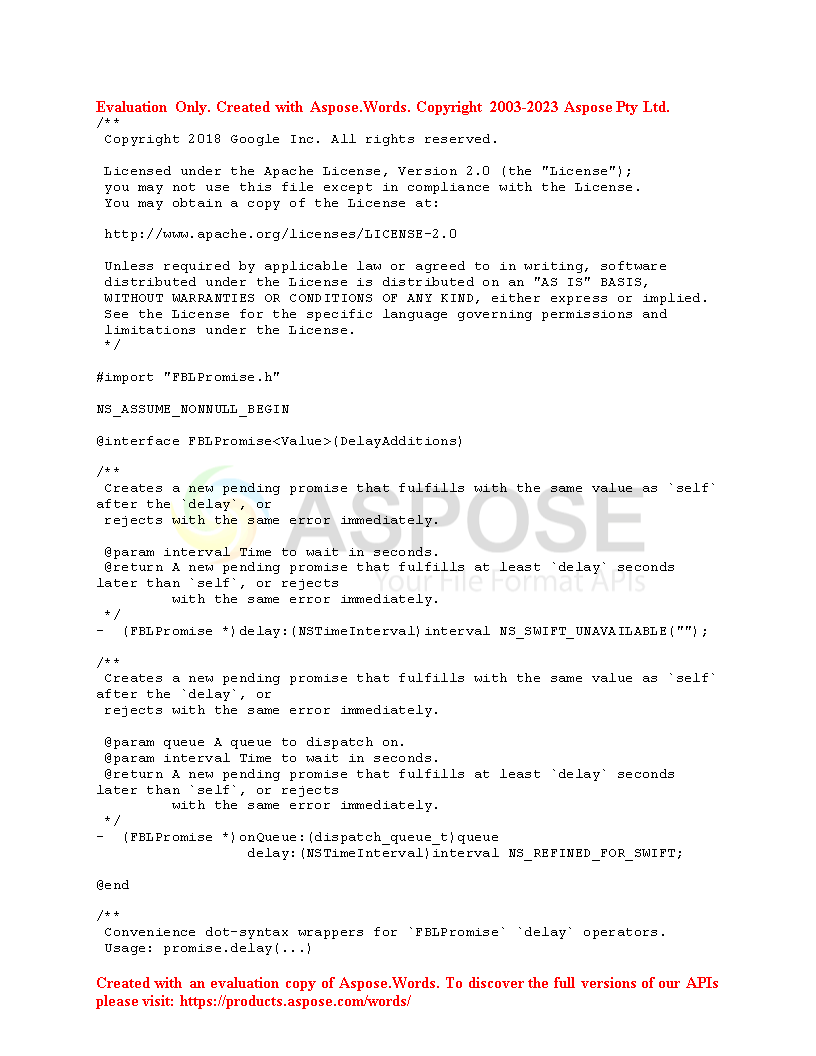 Evaluation Only. Created with Aspose.Words. Copyright 2003-2023 Aspose Pty Ltd.
/**
 Copyright 2018 Google Inc. All rights reserved.

 Licensed under the Apache License, Version 2.0 (the "License");
 you may not use this file except in compliance with the License.
 You may obtain a copy of the License at:

 http://www.apache.org/licenses/LICENSE-2.0

 Unless required by applicable law or agreed to in writing, software
 distributed under the License is distributed on an "AS IS" BASIS,
 WITHOUT WARRANTIES OR CONDITIONS OF ANY KIND, either express or implied.
 See the License for the specific language governing permissions and
 limitations under the License.
 */

#import "FBLPromise.h"

NS_ASSUME_NONNULL_BEGIN

@interface FBLPromise<Value>(DelayAdditions)

/**
 Creates a new pending promise that fulfills with the same value as `self`
after the `delay`, or
 rejects with the same error immediately.

 @param interval Time to wait in seconds.
 @return A new pending promise that fulfills at least `delay` seconds
later than `self`, or rejects
         with the same error immediately.
 */
-  (FBLPromise *)delay:(NSTimeInterval)interval NS_SWIFT_UNAVAILABLE("");

/**
 Creates a new pending promise that fulfills with the same value as `self`
after the `delay`, or
 rejects with the same error immediately.

 @param queue A queue to dispatch on.
 @param interval Time to wait in seconds.
 @return A new pending promise that fulfills at least `delay` seconds
later than `self`, or rejects
         with the same error immediately.
 */
-  (FBLPromise *)onQueue:(dispatch_queue_t)queue
                  delay:(NSTimeInterval)interval NS_REFINED_FOR_SWIFT;

@end

/**
 Convenience dot-syntax wrappers for `FBLPromise` `delay` operators.
 Usage: promise.delay(...)
ASPOSE
Your File Format APIs
Created with an evaluation copy of Aspose.Words. To discover the full versions of our APIs
please visit: https://products.aspose.com/words/